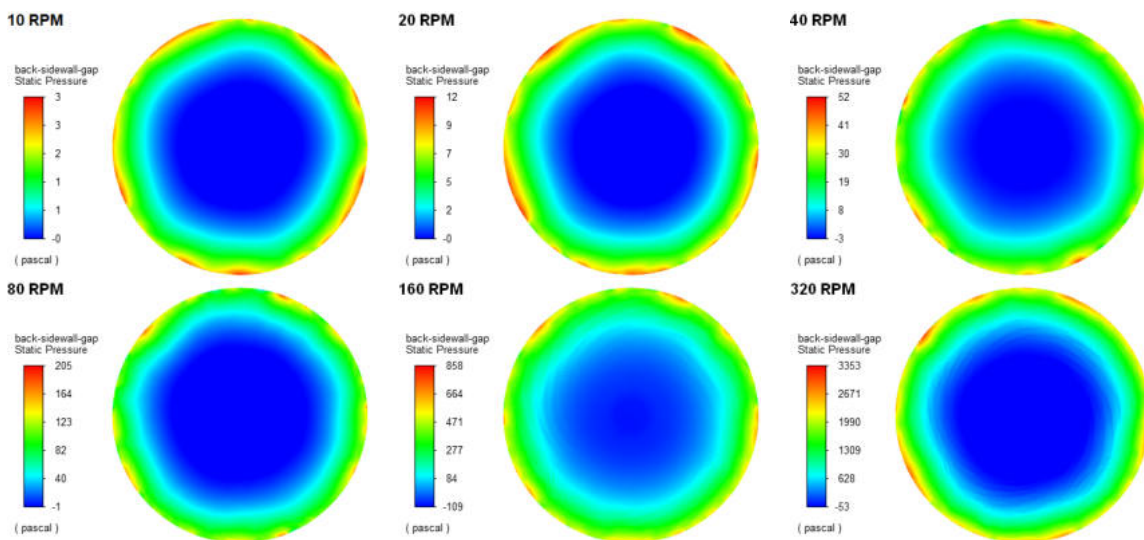 10 RPM
back-sidewall-gap
Static Pressure
3
3
2
1
1
-0
( pascal )
20 RPM
back-sidewall-gap
Static Pressure
12
9
7
5
2
-0
( pascal )
40 RPM
back-sidewall-gap
Static Pressure
52
41
30
19
8
-3
( pascal )
80 RPM
back-sidewall-gap
Static Pressure
205
164
123
82
40
-1
( pascal )
160 RPM
back-sidewall-gap
Static Pressure
858
664
471
277
84
-109
( pascal )
320 RPM
back-sidewall-gap
Static Pressure
3353
2671
1990
1309
628
-53
( pascal )